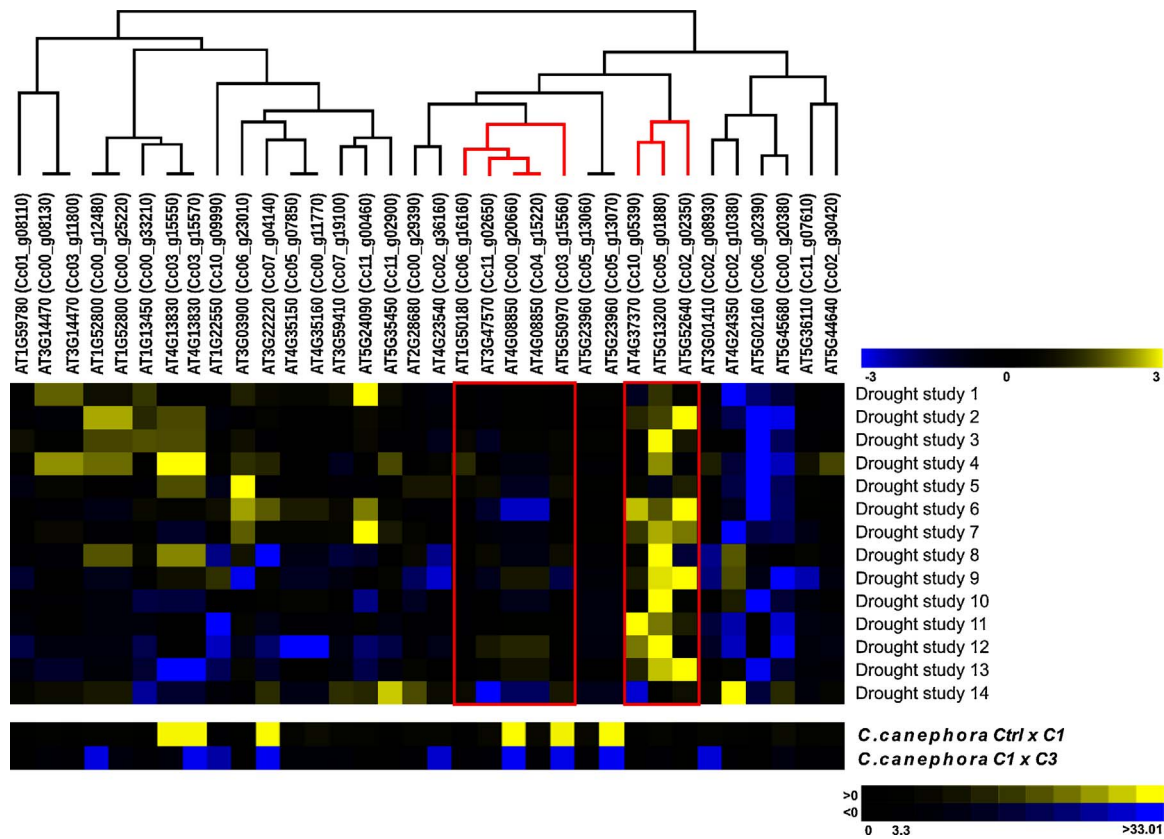 AT1G59780 (Cc01_g08110)
AT3G14470 (Cc00_g08130)
AT3G14470 (Cc03_g11800)
AT1G52800 (Cc00_g12480)
AT1G52800 (Cc00_g25220)
AT1G13450 (Cc00_g33210)
AT4G13830 (Cc03_g15550)
AT4G13830 (Cc03_g15570)
AT1G22550 (Cc10_g09990)
AT3G03900 (Cc06_g23010)
AT3G22220 (Cc07_g04140)
AT4G35150 (Cc05_g07850)
AT4G35160 (Cc00_g11770)
AT3G59410 (Cc07_g19100)
AT5G24090 (Cc11_g00460)
AT5G35450 (Cc11_g02900)
AT2G28680 (Cc00_g29390)
AT4G23540 (Cc02_g36160)
AT1G50180 (Cc06_g16160)
AT3G47570 (Cc11_g02650)
AT4G08850 (Cc00_g20660)
AT4G08850 (Cc04_g15220)
AT5G50970 (Cc03_g15560)
AT5G23960 (Cc05_g13060)
AT5G23960 (Cc05_g13070)
AT4G37370 (Cc10_g05390)
AT5G13200 (Cc05_g01880)
AT5G52640 (Cc02_g02350)
AT3G01410 (Cc02_g08930)
AT4G24350 (Cc02_g10380)
AT5G02160 (Cc06_g02390)
AT5G45680 (Cc00_g20380)
AT5G36110 (Cc11_g07610)
AT5G44640 (Cc02_g30420)
-3 0 3
Drought study 1
Drought study 2
Drought study 3
Drought study 4
Drought study 5
Drought study 6
Drought study 7
Drought study 8
Drought study 9
Drought study 10
Drought study 11
Drought study 12
Drought study 13
Drought study 14
C.canephora Ctrl x C1
C.canephora C1 x C3
>0
<0
0 3.3 >33.01